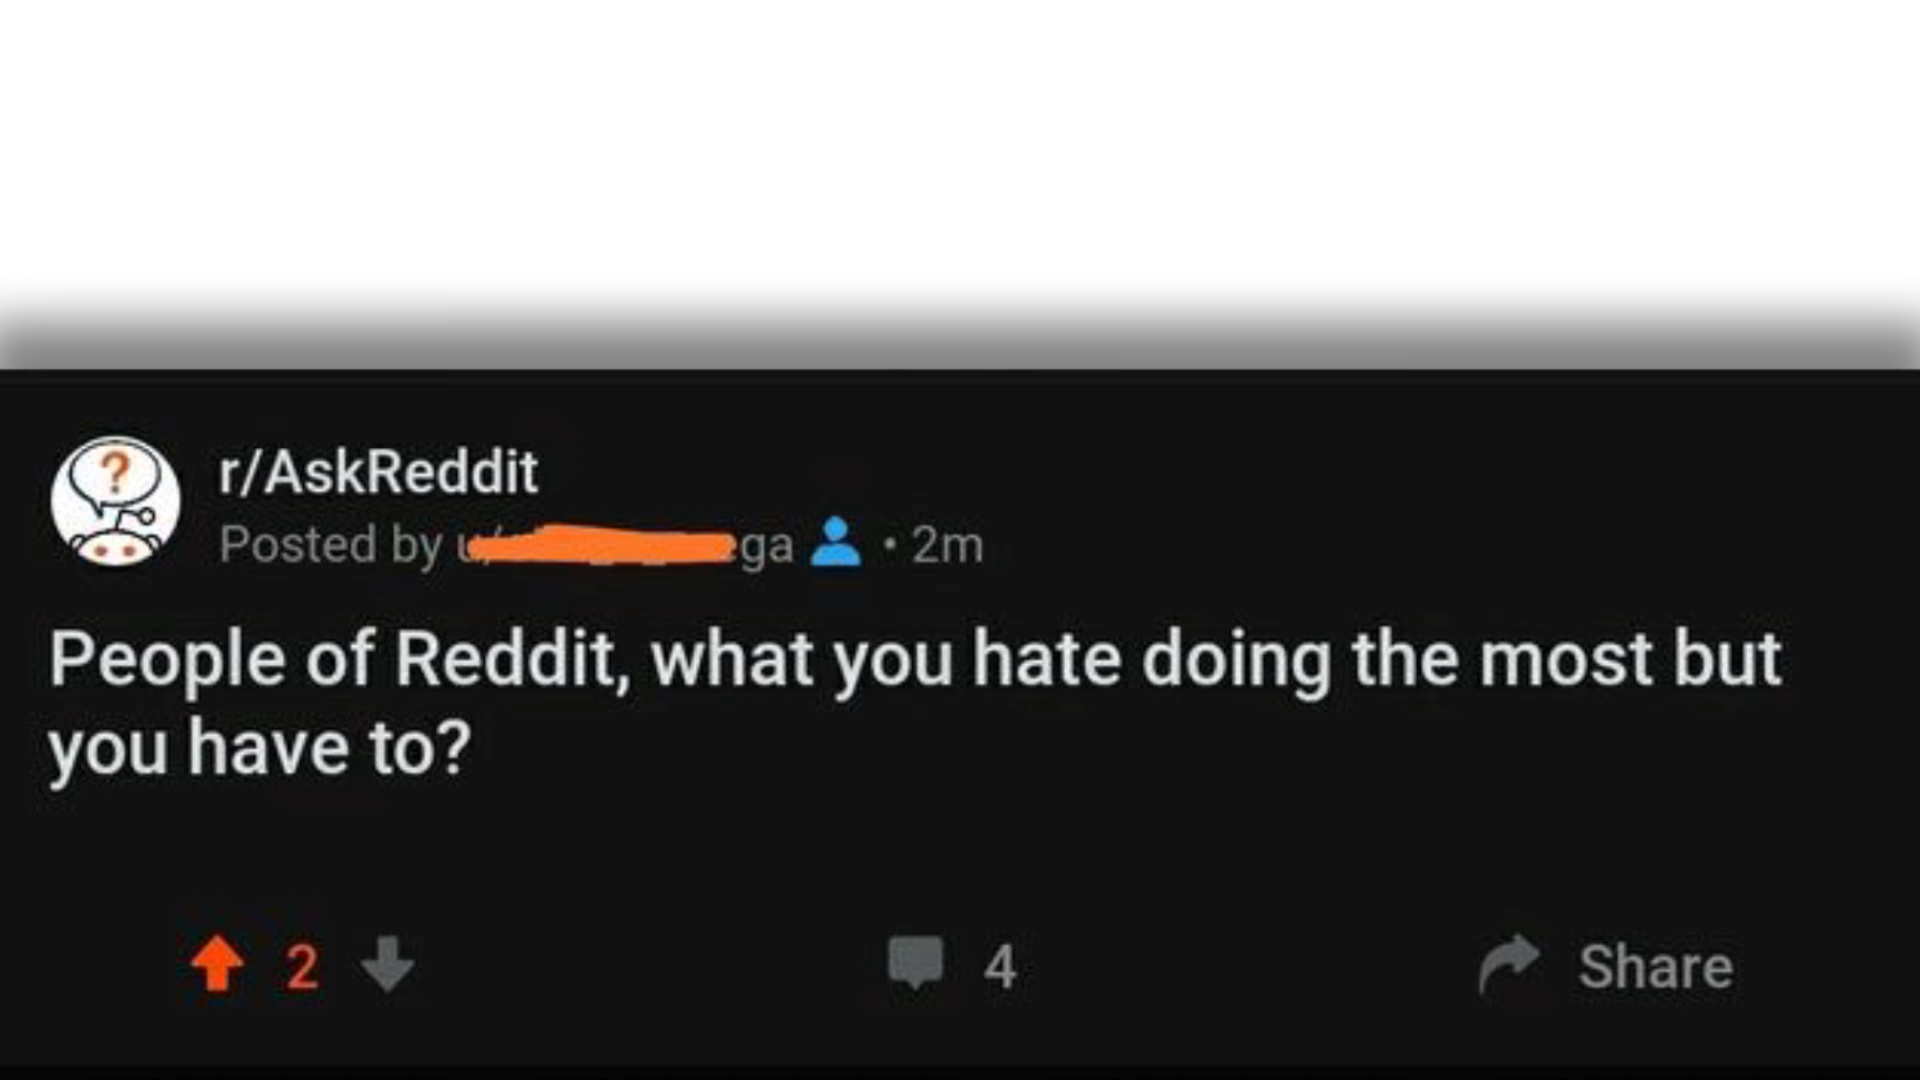 ?
r/AskReddit
Posted by ga • 2m
People of Reddit, what you hate doing the most but
you have to?
2
4
Share